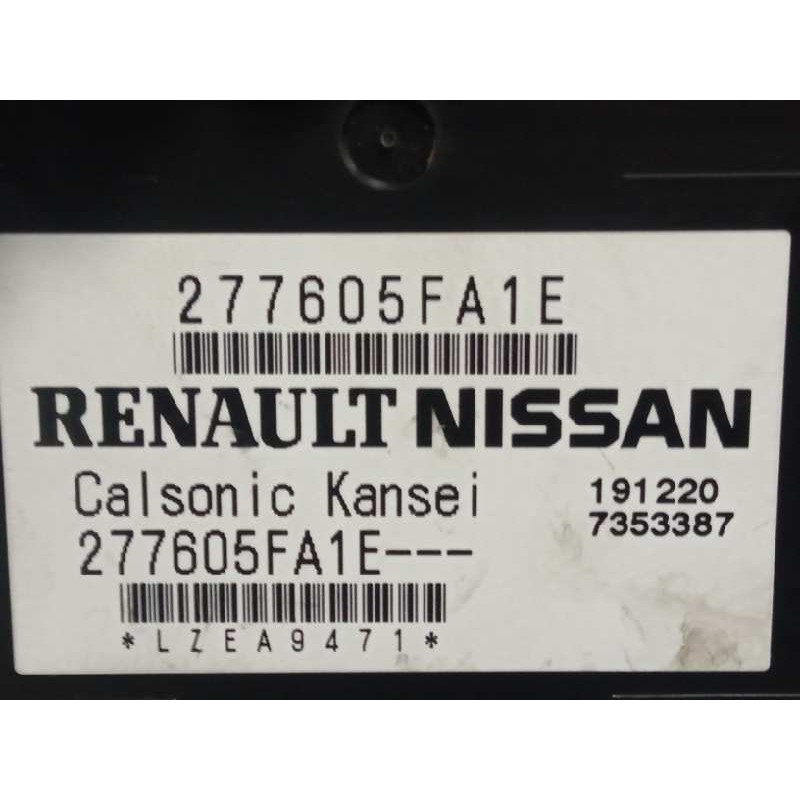 277605FA1E
RENAULT NISSAN
Calsonic Kansei 191220
277605FA1E--- 7353387
*LZEA9471*